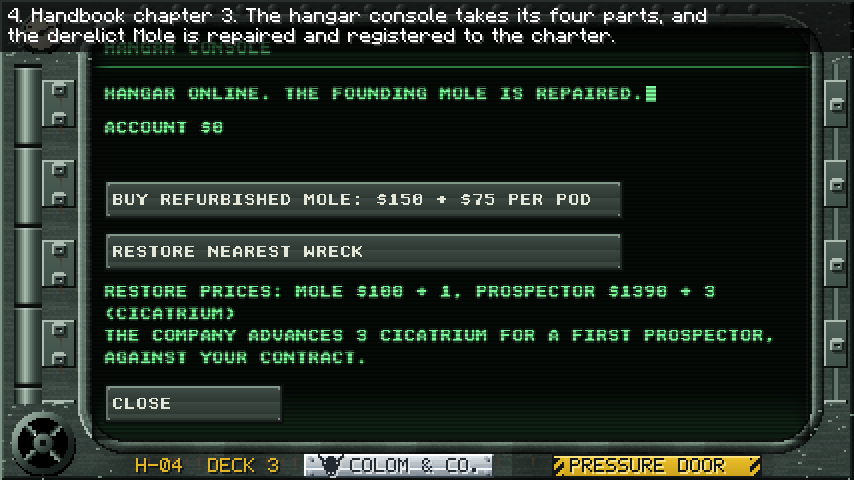 4. Handbook chapter 3. The hangar console takes its four parts, and
the derelict Mole is repaired and registered to the charter.
HANGAR CONSOLE
HANGAR ONLINE. THE FOUNDING MOLE IS REPAIRED.
ACCOUNT $0
BUY REFURBISHED MOLE: $150 + $75 PER POD
RESTORE NEAREST WRECK
RESTORE PRICES: MOLE $100 + 1, PROSPECTOR $1390 + 3
(CICATRIUM)
THE COMPANY ADVANCES 3 CICATRIUM FOR A FIRST PROSPECTOR,
AGAINST YOUR CONTRACT.
CLOSE
H-04 DECK 3 COLOM & CO. PRESSURE DOOR